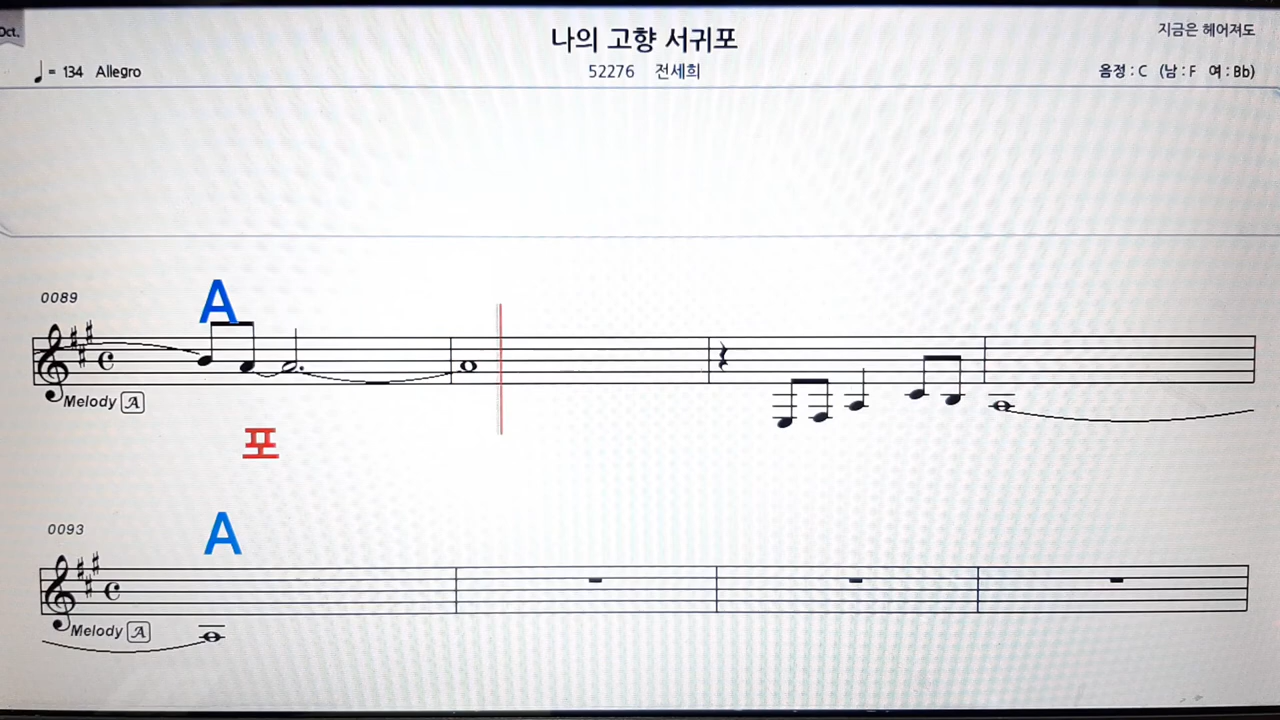 Oct.
나의 고향 서귀포
지금은 헤어져도
♩= 134 Allegro
52276 전세희
음정 : C (남 : F 여 : Bb)
0089
A
Melody A
포
0093
A
Melody A